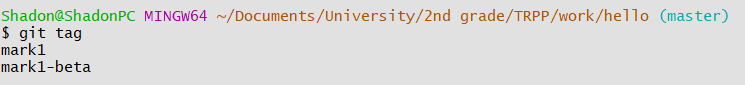 Shadon@ShadonPC MINGW64 ~/Documents/University/2nd grade/TRPP/work/hello (master)
$ git tag
mark1
mark1-beta